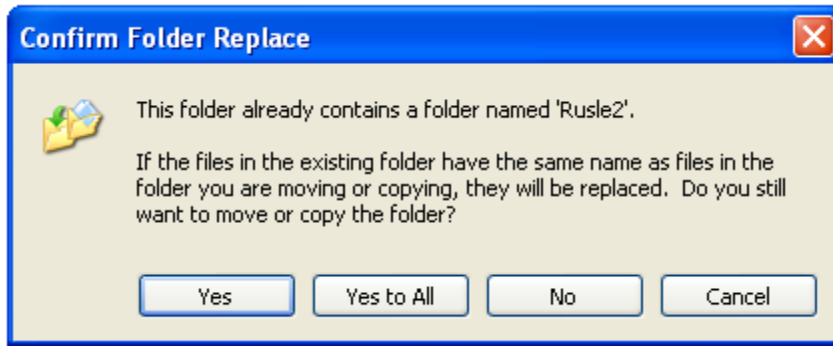 Confirm Folder Replace
This folder already contains a folder named 'Rusle2'.
If the files in the existing folder have the same name as files in the
folder you are moving or copying, they will be replaced.  Do you still
want to move or copy the folder?
Yes
Yes to All
No
Cancel